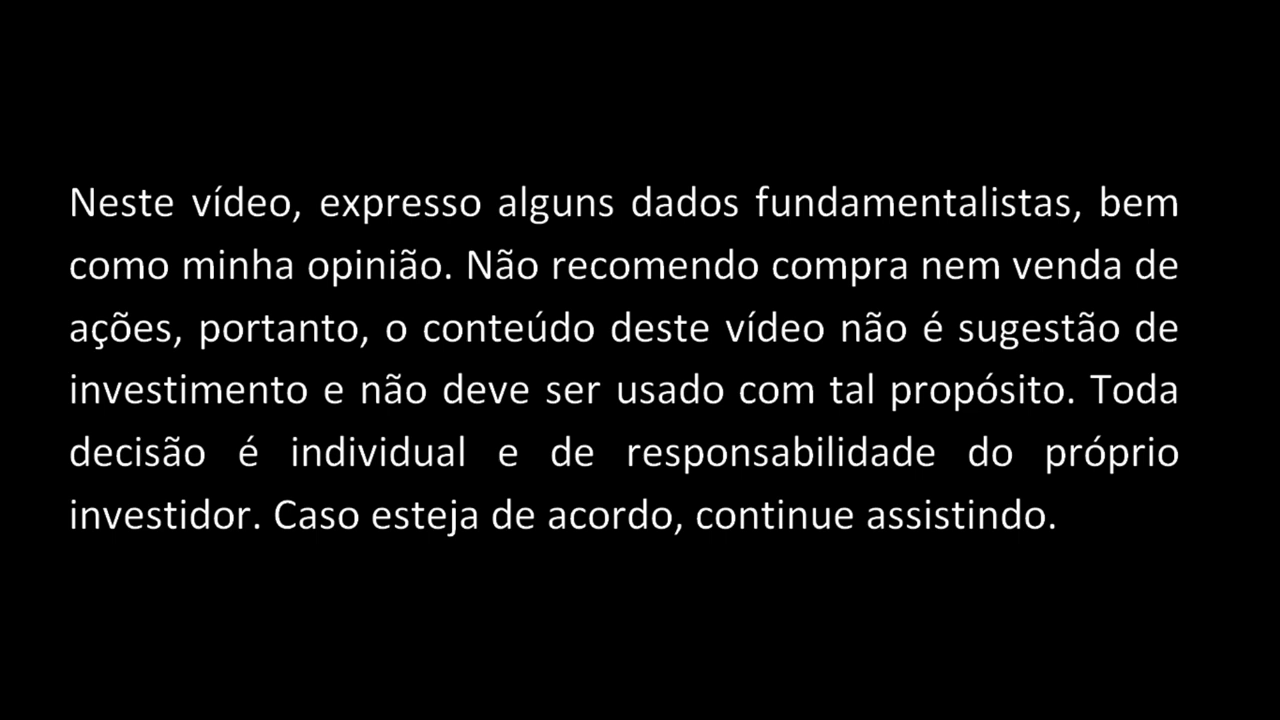 Neste vídeo, expresso alguns dados fundamentalistas, bem
como minha opinião. Não recomendo compra nem venda de
ações, portanto, o conteúdo deste vídeo não é sugestão de
investimento e não deve ser usado com tal propósito. Toda
decisão é individual e de responsabilidade do próprio
investidor. Caso esteja de acordo, continue assistindo.